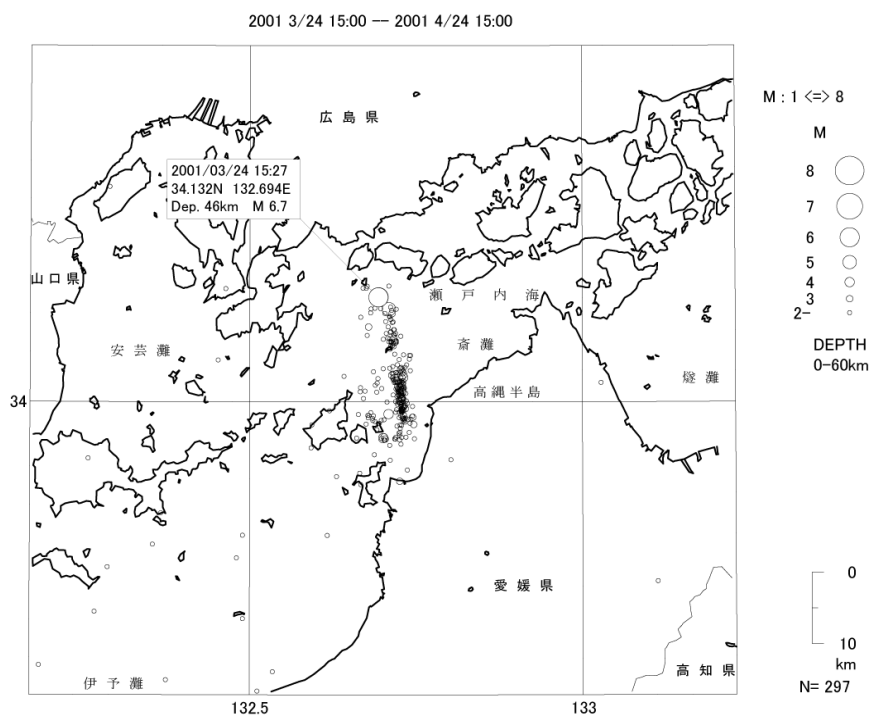 2001 3/24 15:00 -- 2001 4/24 15:00
広島県
M : 1 <=> 8
M
8
7
6
5
4
3
2-
DEPTH
0-60km
2001/03/24 15:27
34.132N 132.694E
Dep. 46km M 6.7
山口県
瀬戸内海
安芸灘
斎灘
燧灘
高縄半島
34
愛媛県
伊予灘
高知県
0
10
km
N= 297
132.5
133